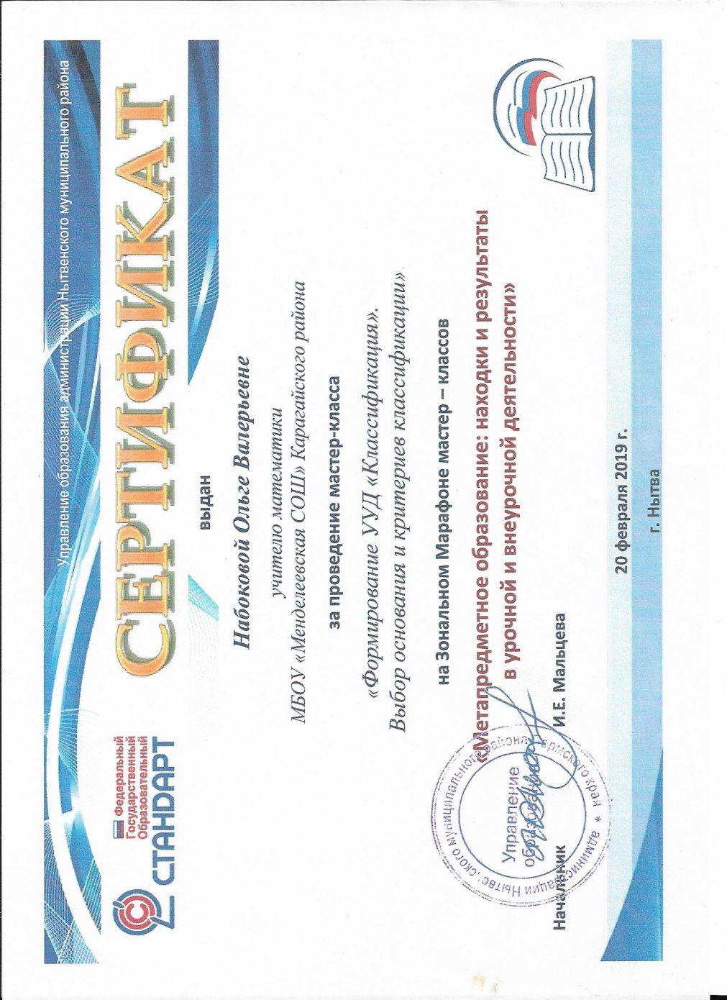 Управление образования администрации Нытвенского муниципального района
Федеральный
Государственный
Образовательный
СТАНДАРТ
СЕРТИФИКАТ
выдан
Набоковой Ольге Валерьевне
учителю математики
МБОУ «Менделеевская СОШ» Карагайского района
за проведение мастер-класса
«Формирование УУД «Классификация».
Выбор основания и критериев классификации»
на Зональном Марафоне мастер – классов
«Метапредметное образование: находки и результаты
в урочной и внеурочной деятельности»
Начальник И.Е. Мальцева
Управление
образования
администрации Нытвенского муниципального района Пермского края *
20 февраля 2019 г.
г. Нытва